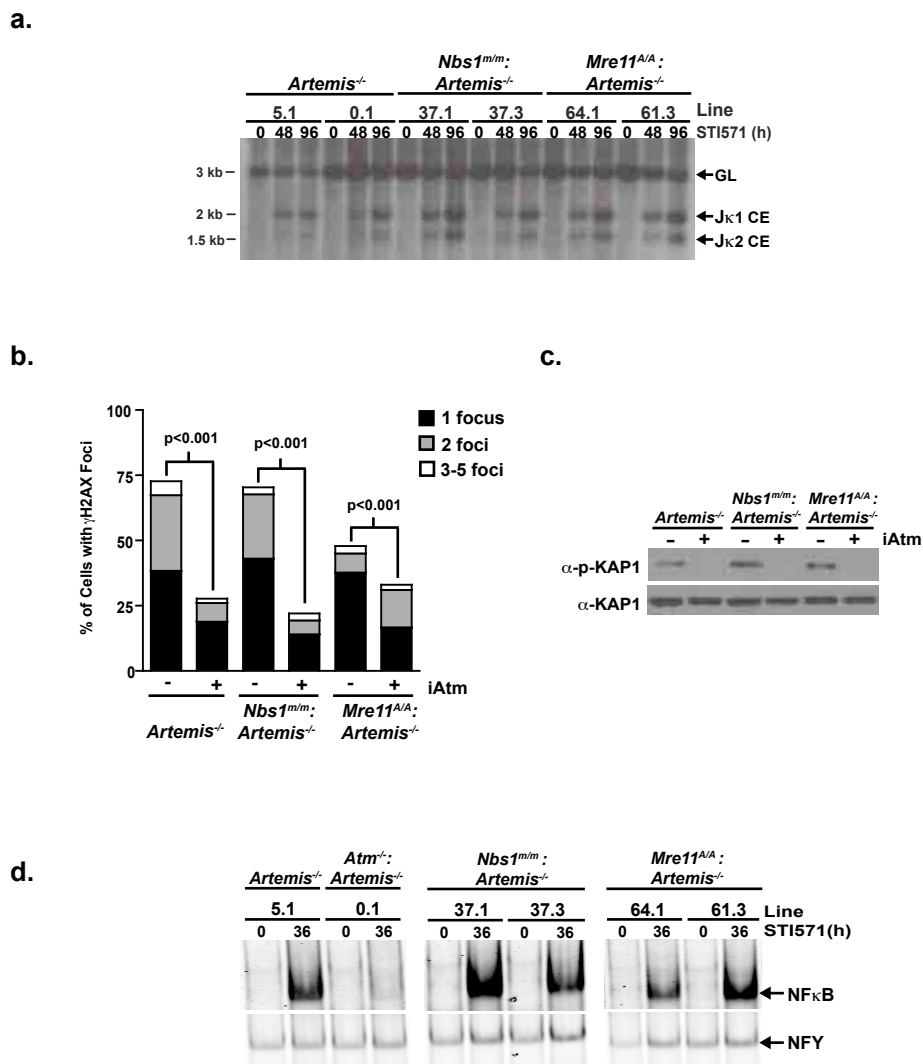 a.
Nbs1m/m:
Mre11A/A:
Artemis-/-
Artemis-/-
Artemis-/-
5.1 0.1 37.1 37.3 64.1 61.3 Line
0 48 96 0 48 96 0 48 96 0 48 96 0 48 96 0 48 96 STI571 (h)
3 kb
GL
2 kb
Jκ1 CE
1.5 kb
Jκ2 CE
b.
% of Cells with γH2AX Foci
100
75
50
25
0
p<0.001
p<0.001
p<0.001
1 focus
2 foci
3-5 foci
- + - + - + iAtm
Artemis-/-
Nbs1m/m:
Artemis-/-
Mre11A/A:
Artemis-/-
c.
Artemis-/-
Nbs1m/m:
Artemis-/-
Mre11A/A:
Artemis-/-
– + – + – + iAtm
α-p-KAP1
α-KAP1
d.
Artemis-/-
Atm-/-:
Artemis-/-
Nbs1m/m:
Artemis-/-
Mre11A/A:
Artemis-/-
5.1 0.1 37.1 37.3 64.1 61.3 Line
0 36 0 36 0 36 0 36 0 36 0 36 STI571(h)
NFκB
NFY